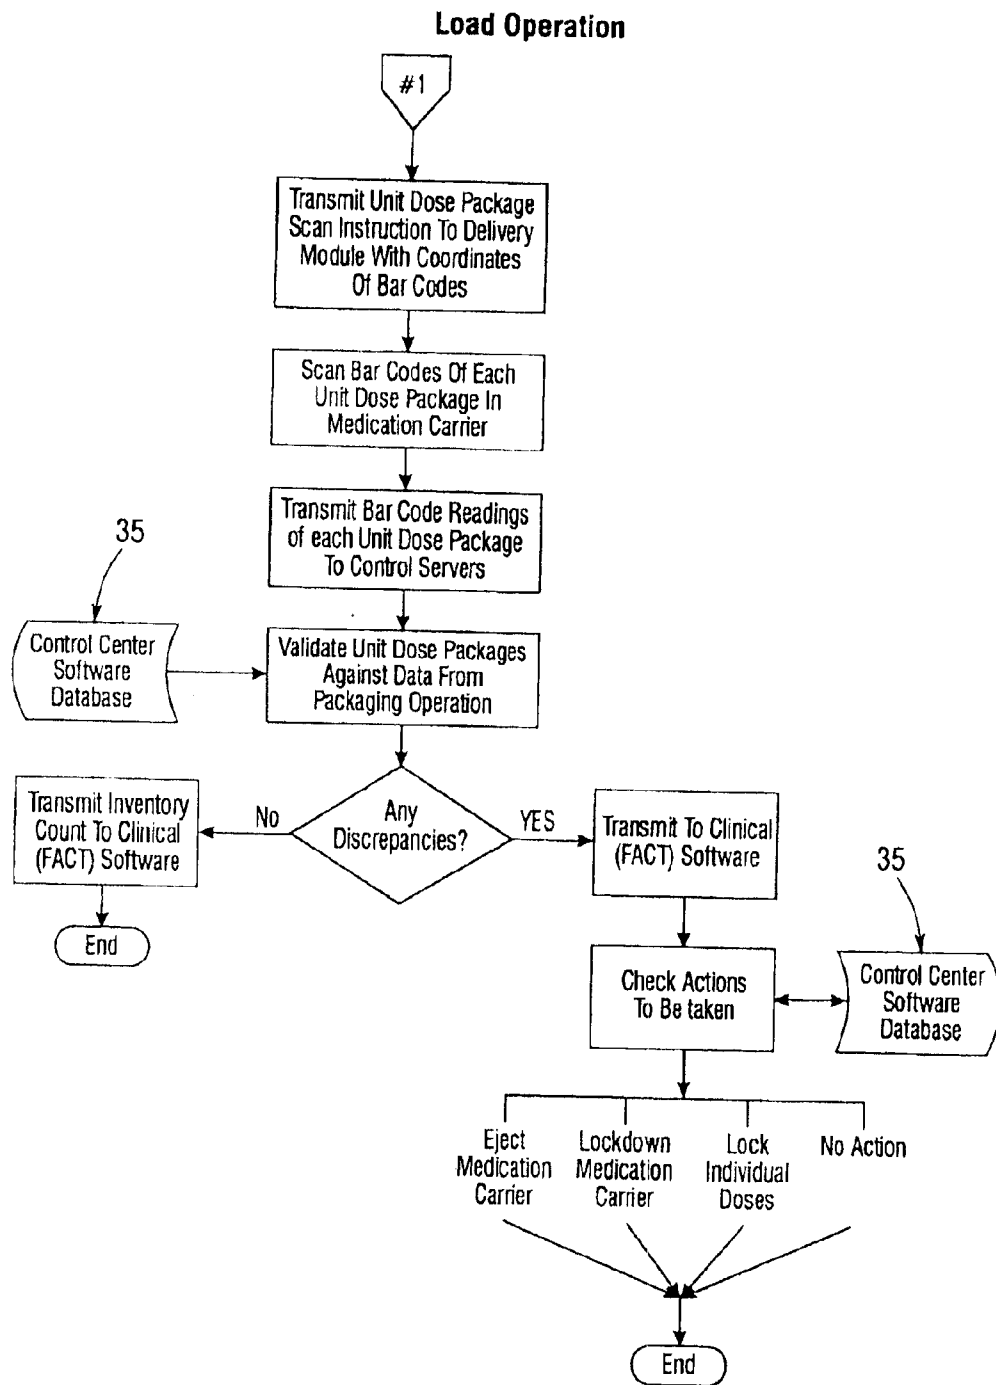 Load Operation
#1
Transmit Unit Dose Package
Scan Instruction To Delivery
Module With Coordinates
Of Bar Codes
Scan Bar Codes Of Each
Unit Dose Package In
Medication Carrier
Transmit Bar Code Readings
of each Unit Dose Package
To Control Servers
35
Control Center
Software
Database
Validate Unit Dose Packages
Against Data From
Packaging Operation
Any
Discrepancies?
No
YES
Transmit Inventory
Count To Clinical
(FACT) Software
End
Transmit To Clinical
(FACT) Software
35
Check Actions
To Be taken
Control Center
Software
Database
Eject
Medication
Carrier
Lockdown
Medication
Carrier
Lock
Individual
Doses
No Action
End